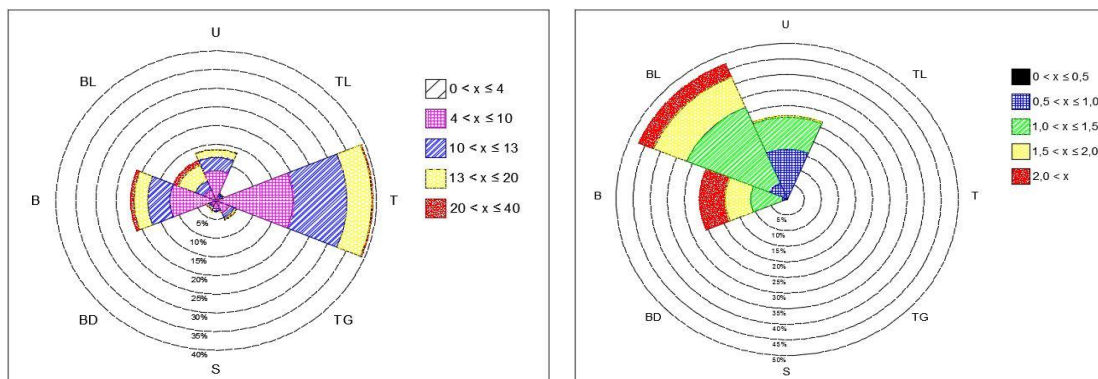 U
BL
TL
B
T
BD
TG
S
5%
10%
15%
20%
25%
30%
35%
40%
0 < x ≤ 4
4 < x ≤ 10
10 < x ≤ 13
13 < x ≤ 20
20 < x ≤ 40
U
BL
TL
B
T
BD
TG
S
5%
10%
15%
20%
25%
30%
35%
40%
45%
50%
0 < x ≤ 0,5
0,5 < x ≤ 1,0
1,0 < x ≤ 1,5
1,5 < x ≤ 2,0
2,0 < x